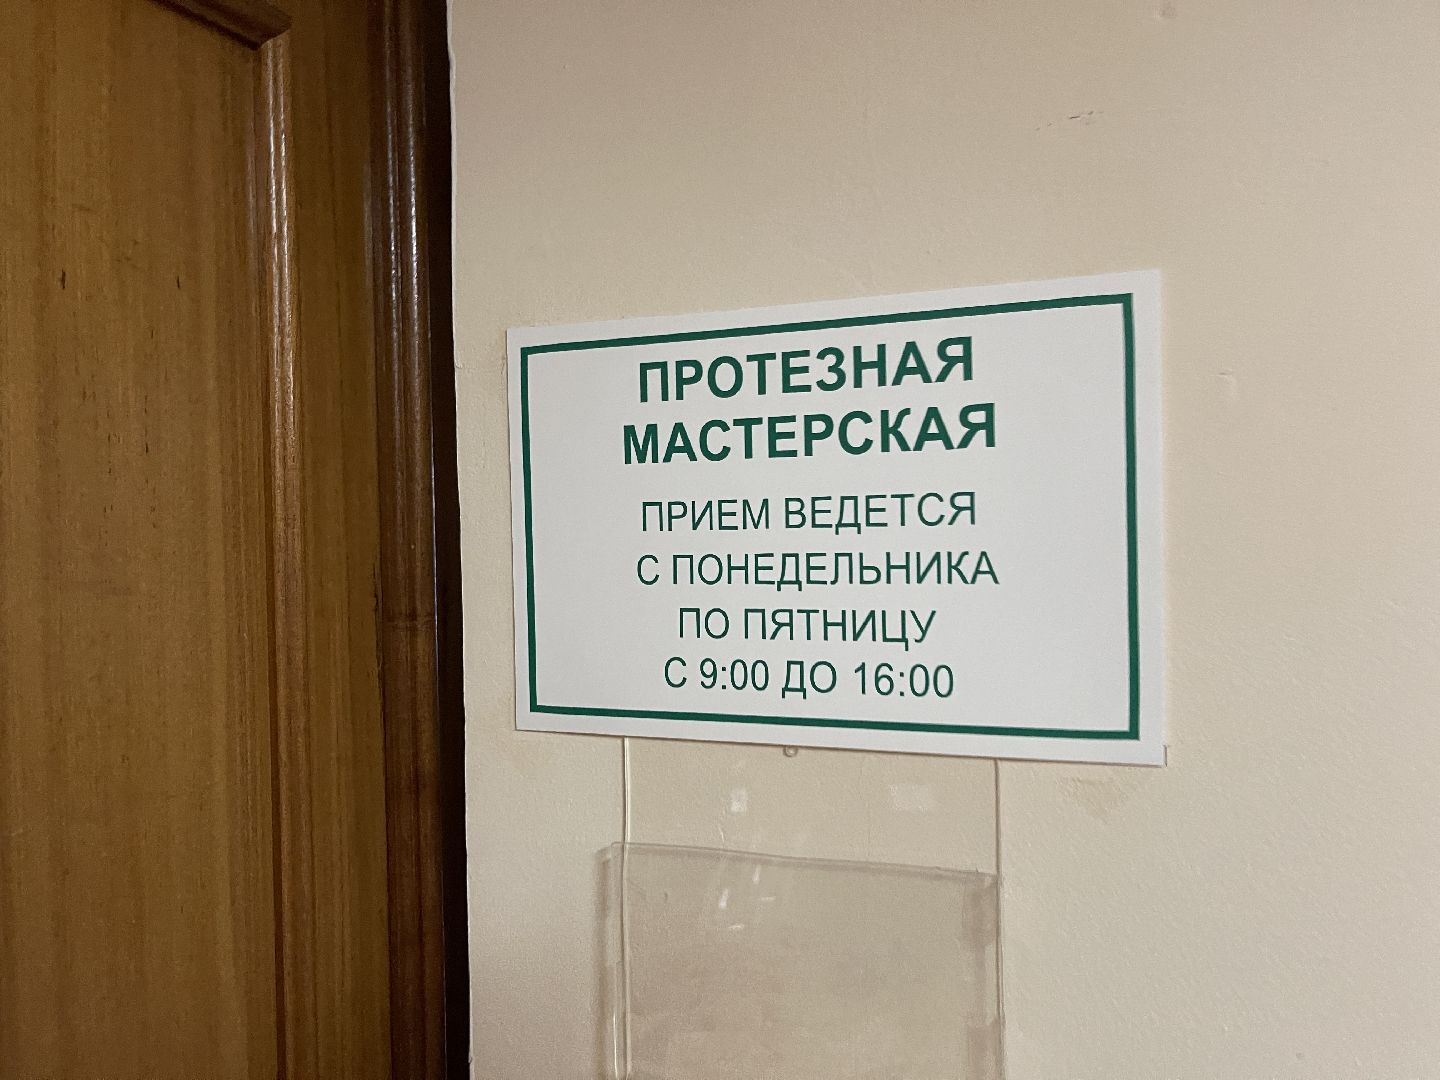 ПРОТЕЗНАЯ
МАСТЕРСКАЯ
ПРИЕМ ВЕДЕТСЯ
С ПОНЕДЕЛЬНИКА
ПО ПЯТНИЦУ
С 9:00 ДО 16:00